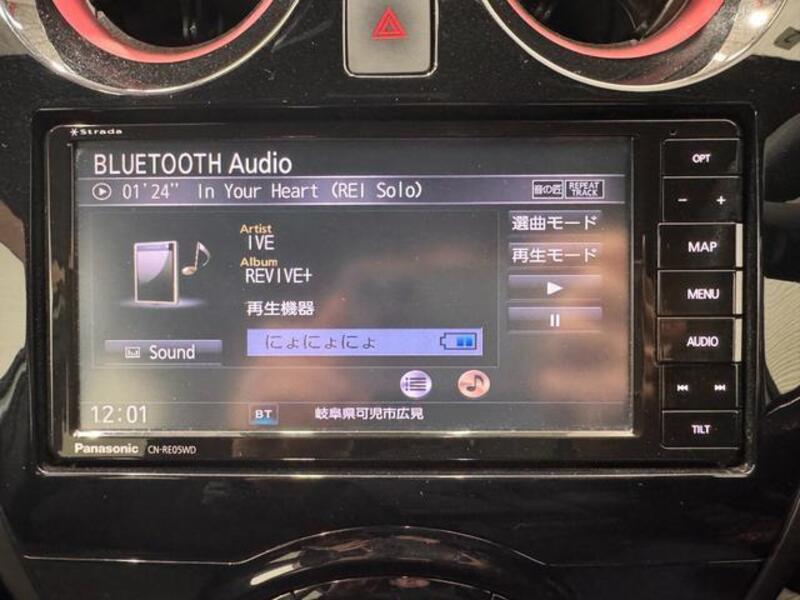 Strada
BLUETOOTH Audio
01'24" In Your Heart (REI Solo) 音の匠 REPEAT TRACK
Artist
IVE
Album
REVIVE+
再生機器
にょにょにょ
Sound
選曲モード
再生モード
12:01 BT 岐阜県可児市広見
Panasonic CN-RE05WD
OPT
− +
MAP
MENU
AUDIO
TILT